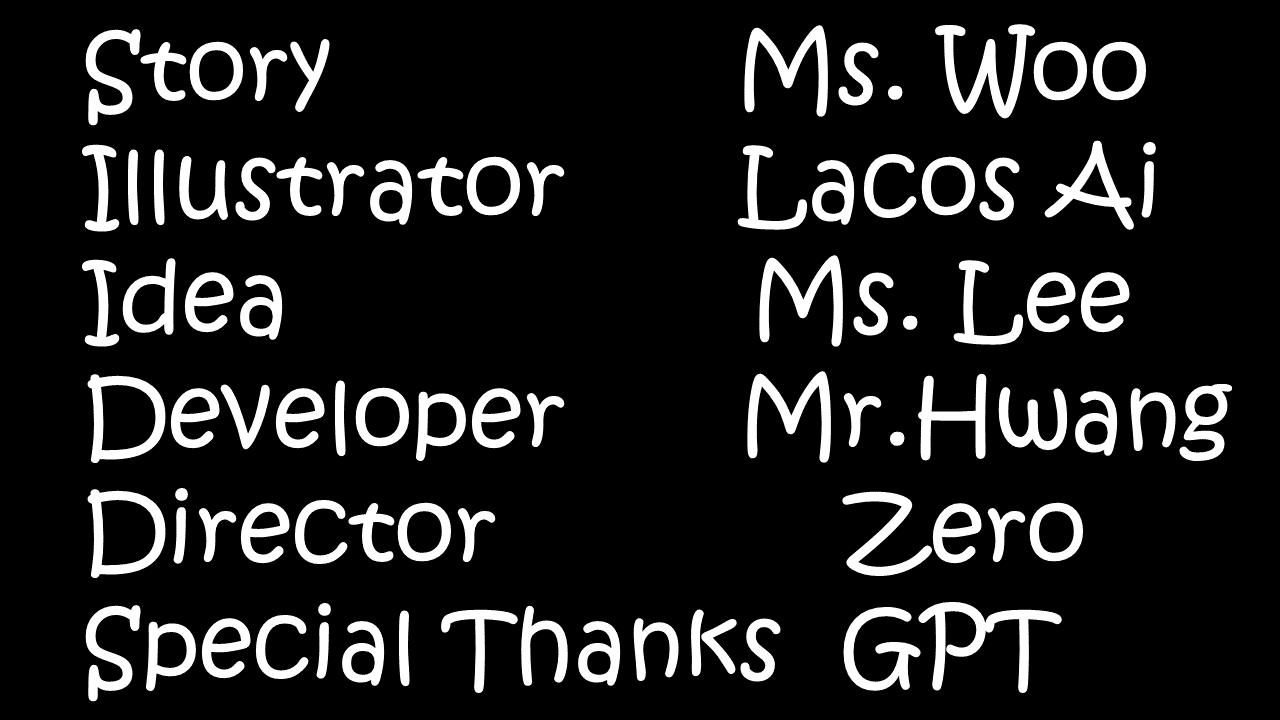 Story Ms. Woo
Illustrator Lacos Ai
Idea Ms. Lee
Developer Mr.Hwang
Director Zero
Special Thanks GPT